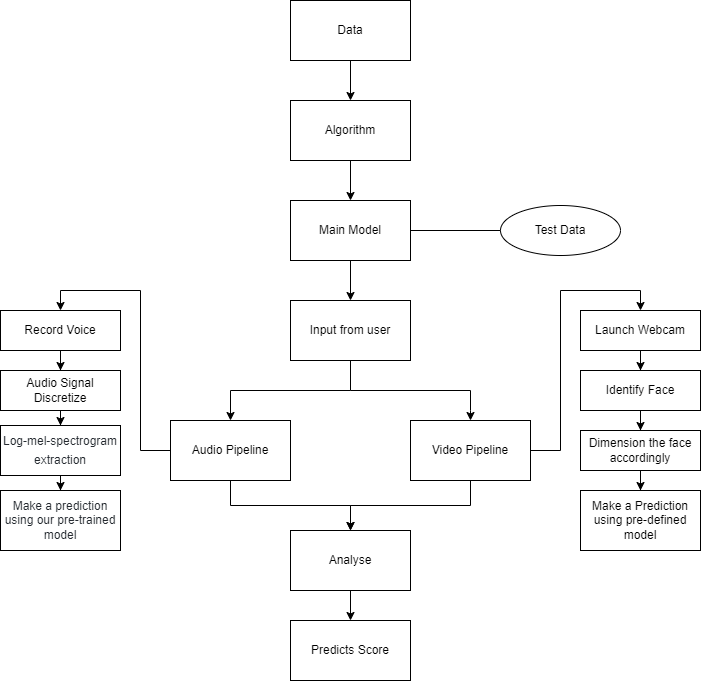 Data
Algorithm
Main Model
Test Data
Input from user
Record Voice
Audio Signal
Discretize
Log-mel-spectrogram
extraction
Make a prediction
using our pre-trained
model
Audio Pipeline
Video Pipeline
Launch Webcam
Identify Face
Dimension the face
accordingly
Make a Prediction
using pre-defined
model
Analyse
Predicts Score